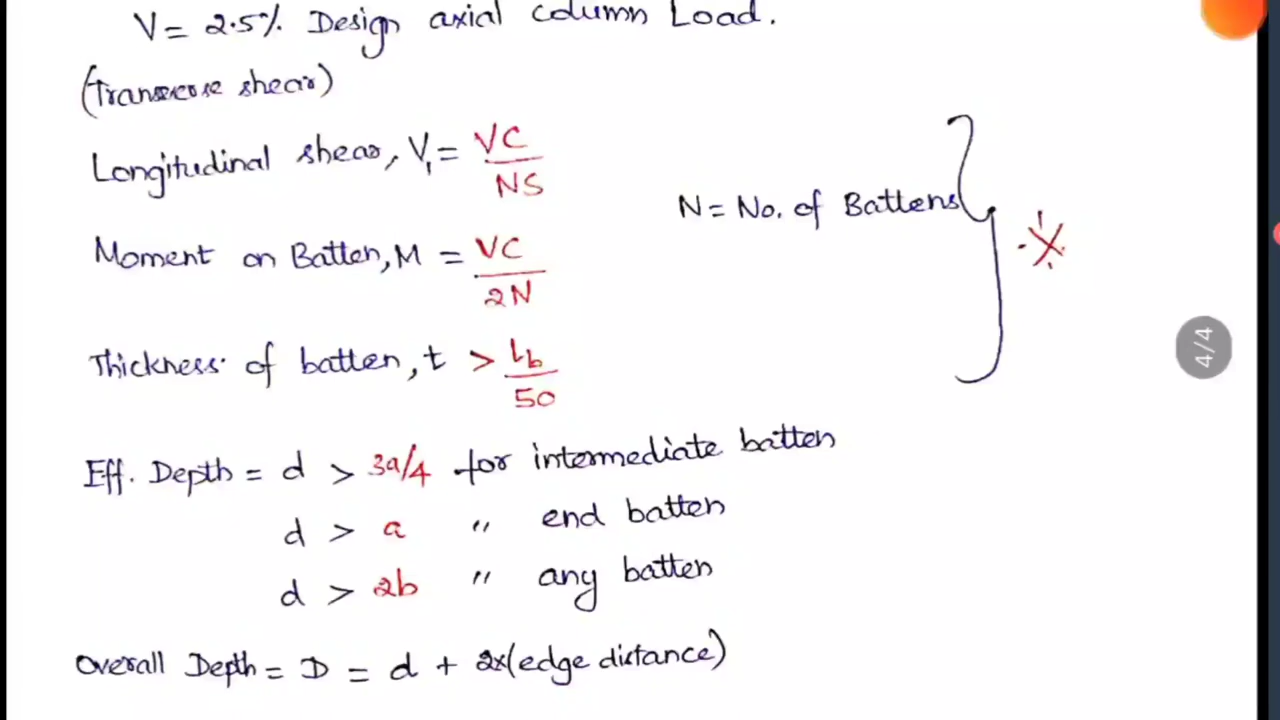 V = 2.5% Design axial column Load.
(Transverse shear)
Longitudinal shear, V₁ = VC/NS
N = No. of Battens
Moment on Batten, M = VC/2N
Thickness of batten, t > Lb/50
Eff. Depth = d > 3a/4 for intermediate batten
d > a " end batten
d > 2b " any batten
Overall Depth = D = d + 2x(edge distance)
4/4